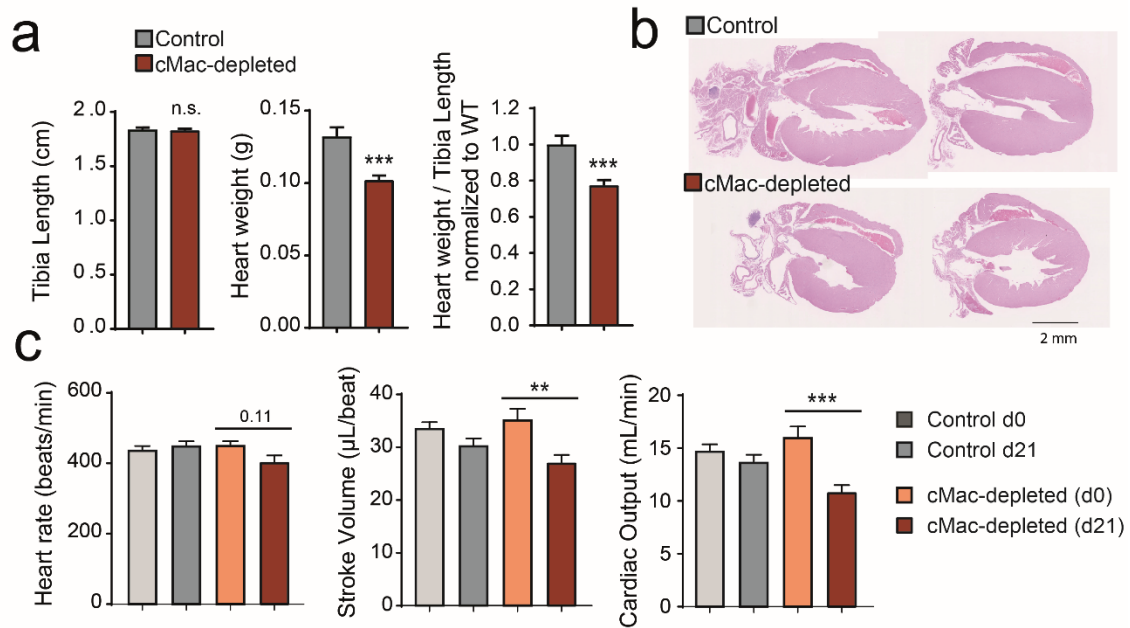 a
Control
cMac-depleted
Tibia Length (cm)
2.0
1.5
1.0
0.5
0.0
n.s.
Heart weight (g)
0.15
0.10
0.05
0.00
***
Heart weight / Tibia Length
normalized to WT
1.2
1.0
0.8
0.6
0.4
0.2
0.0
***
b
Control
cMac-depleted
2 mm
c
Heart rate (beats/min)
600
400
200
0
0.11
Stroke Volume (µL/beat)
40
30
20
10
0
**
Cardiac Output (mL/min)
20
15
10
5
0
***
Control d0
Control d21
cMac-depleted (d0)
cMac-depleted (d21)